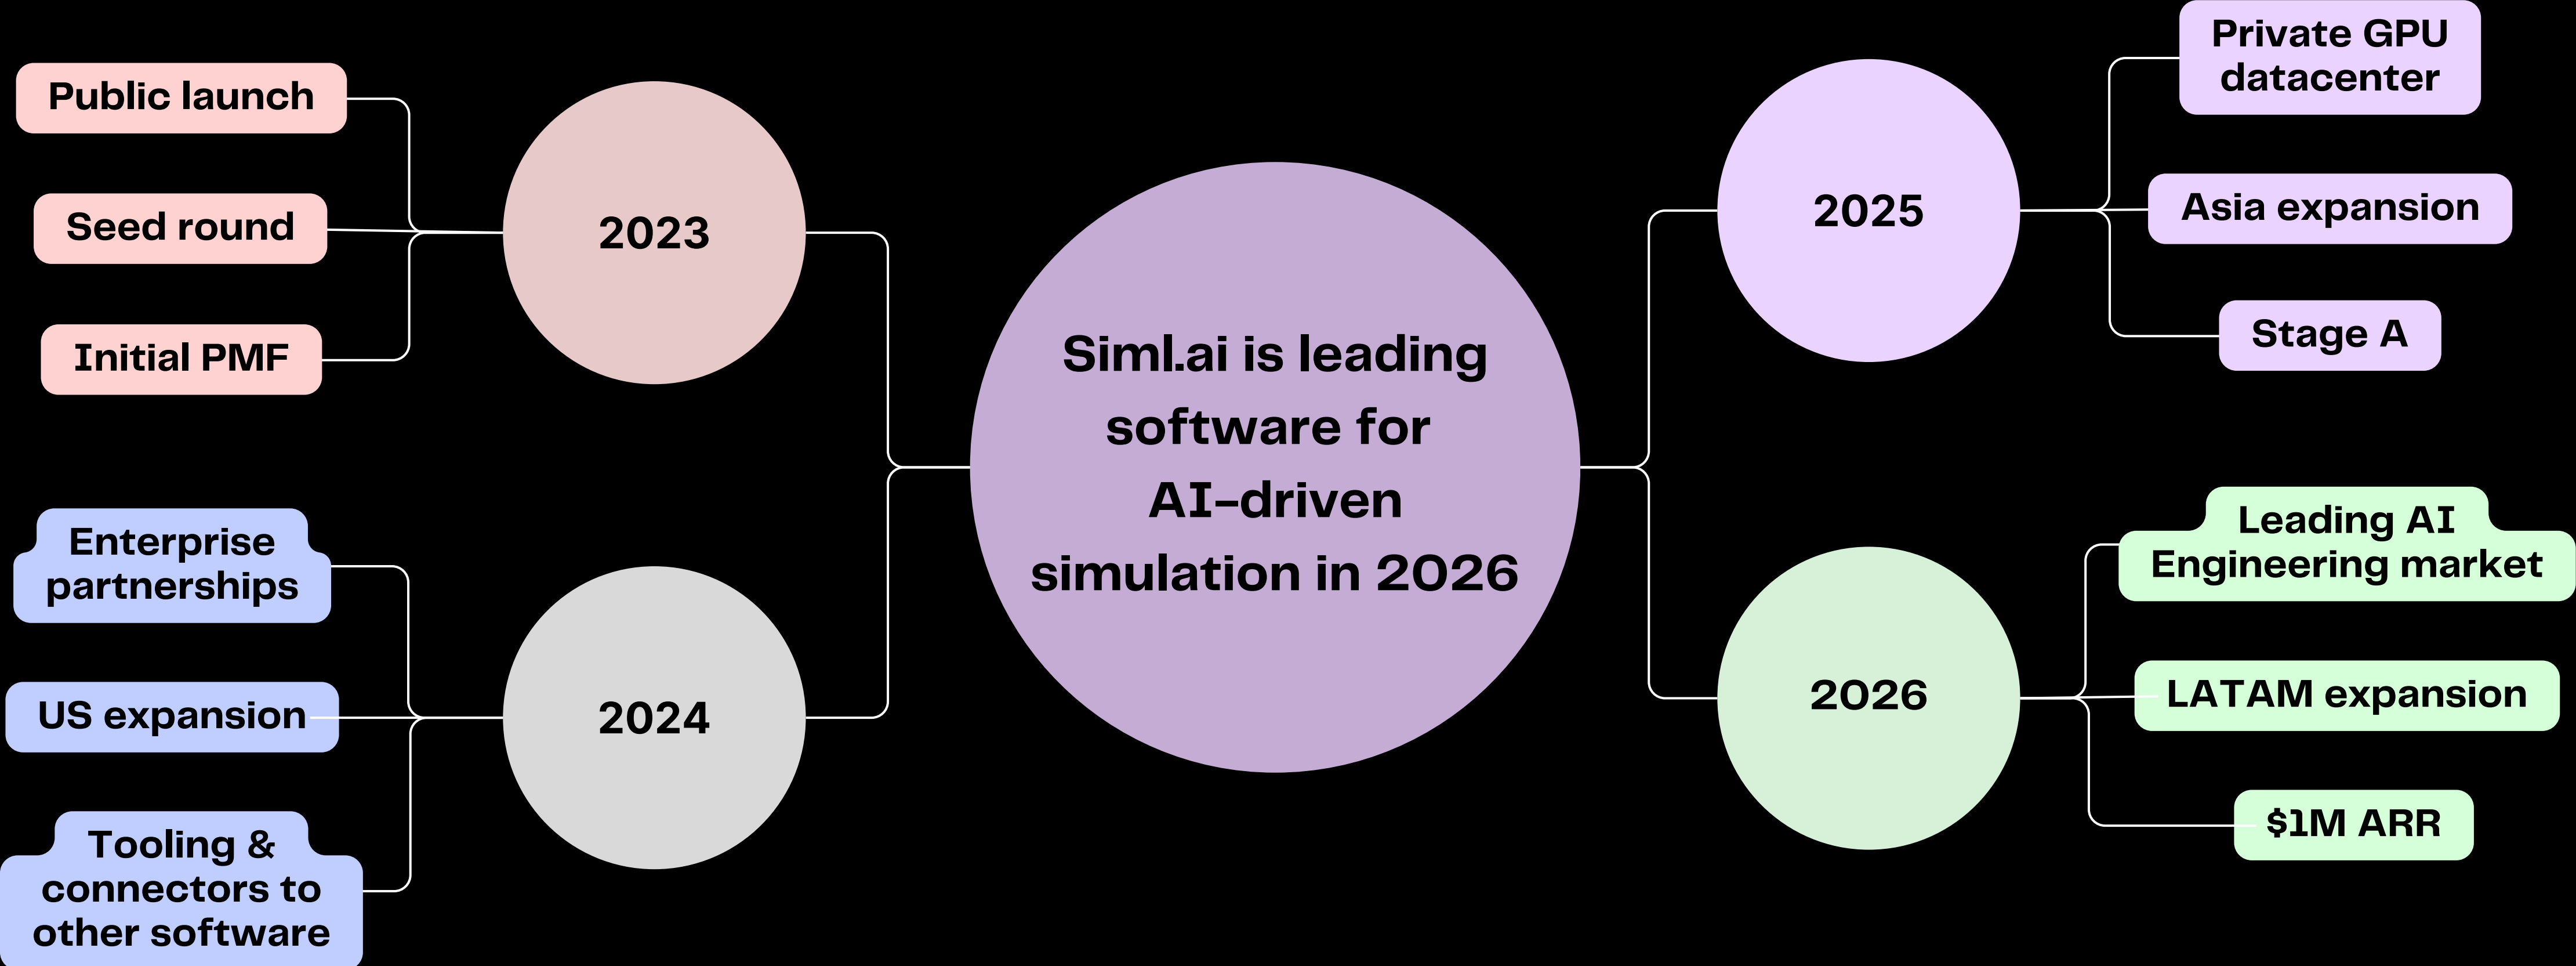 Public launch
Seed round
Initial PMF
2023
Enterprise
partnerships
US expansion
Tooling &
connectors to
other software
2024
Siml.ai is leading
software for
AI-driven
simulation in 2026
2025
Private GPU
datacenter
Asia expansion
Stage A
2026
Leading AI
Engineering market
LATAM expansion
$1M ARR